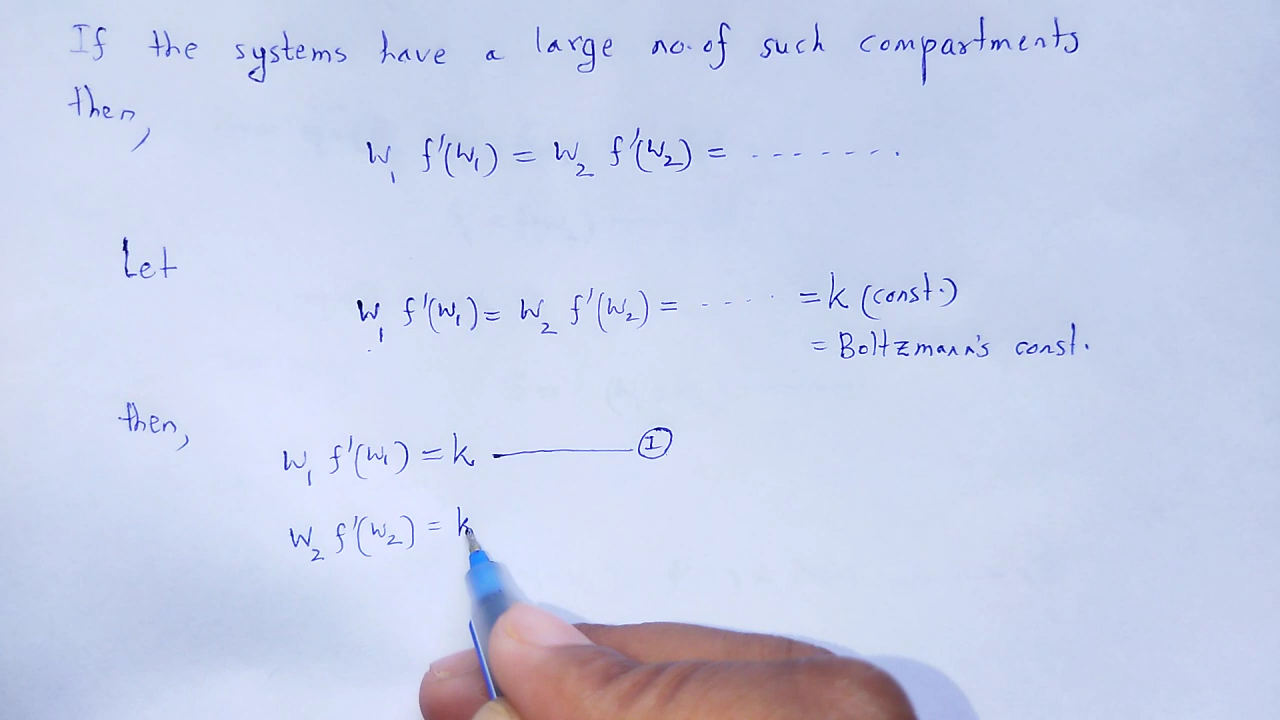 If the systems have a large no. of such compartments
then,
W₁ f'(W₁) = W₂ f'(W₂) = - - - - - - - .
Let
W₁ f'(W₁) = W₂ f'(W₂) = - - - - · = k (const.)
= Boltzmann's const.
then,
W₁ f'(W₁) = k ——— Ⓘ
W₂ f'(W₂) = k